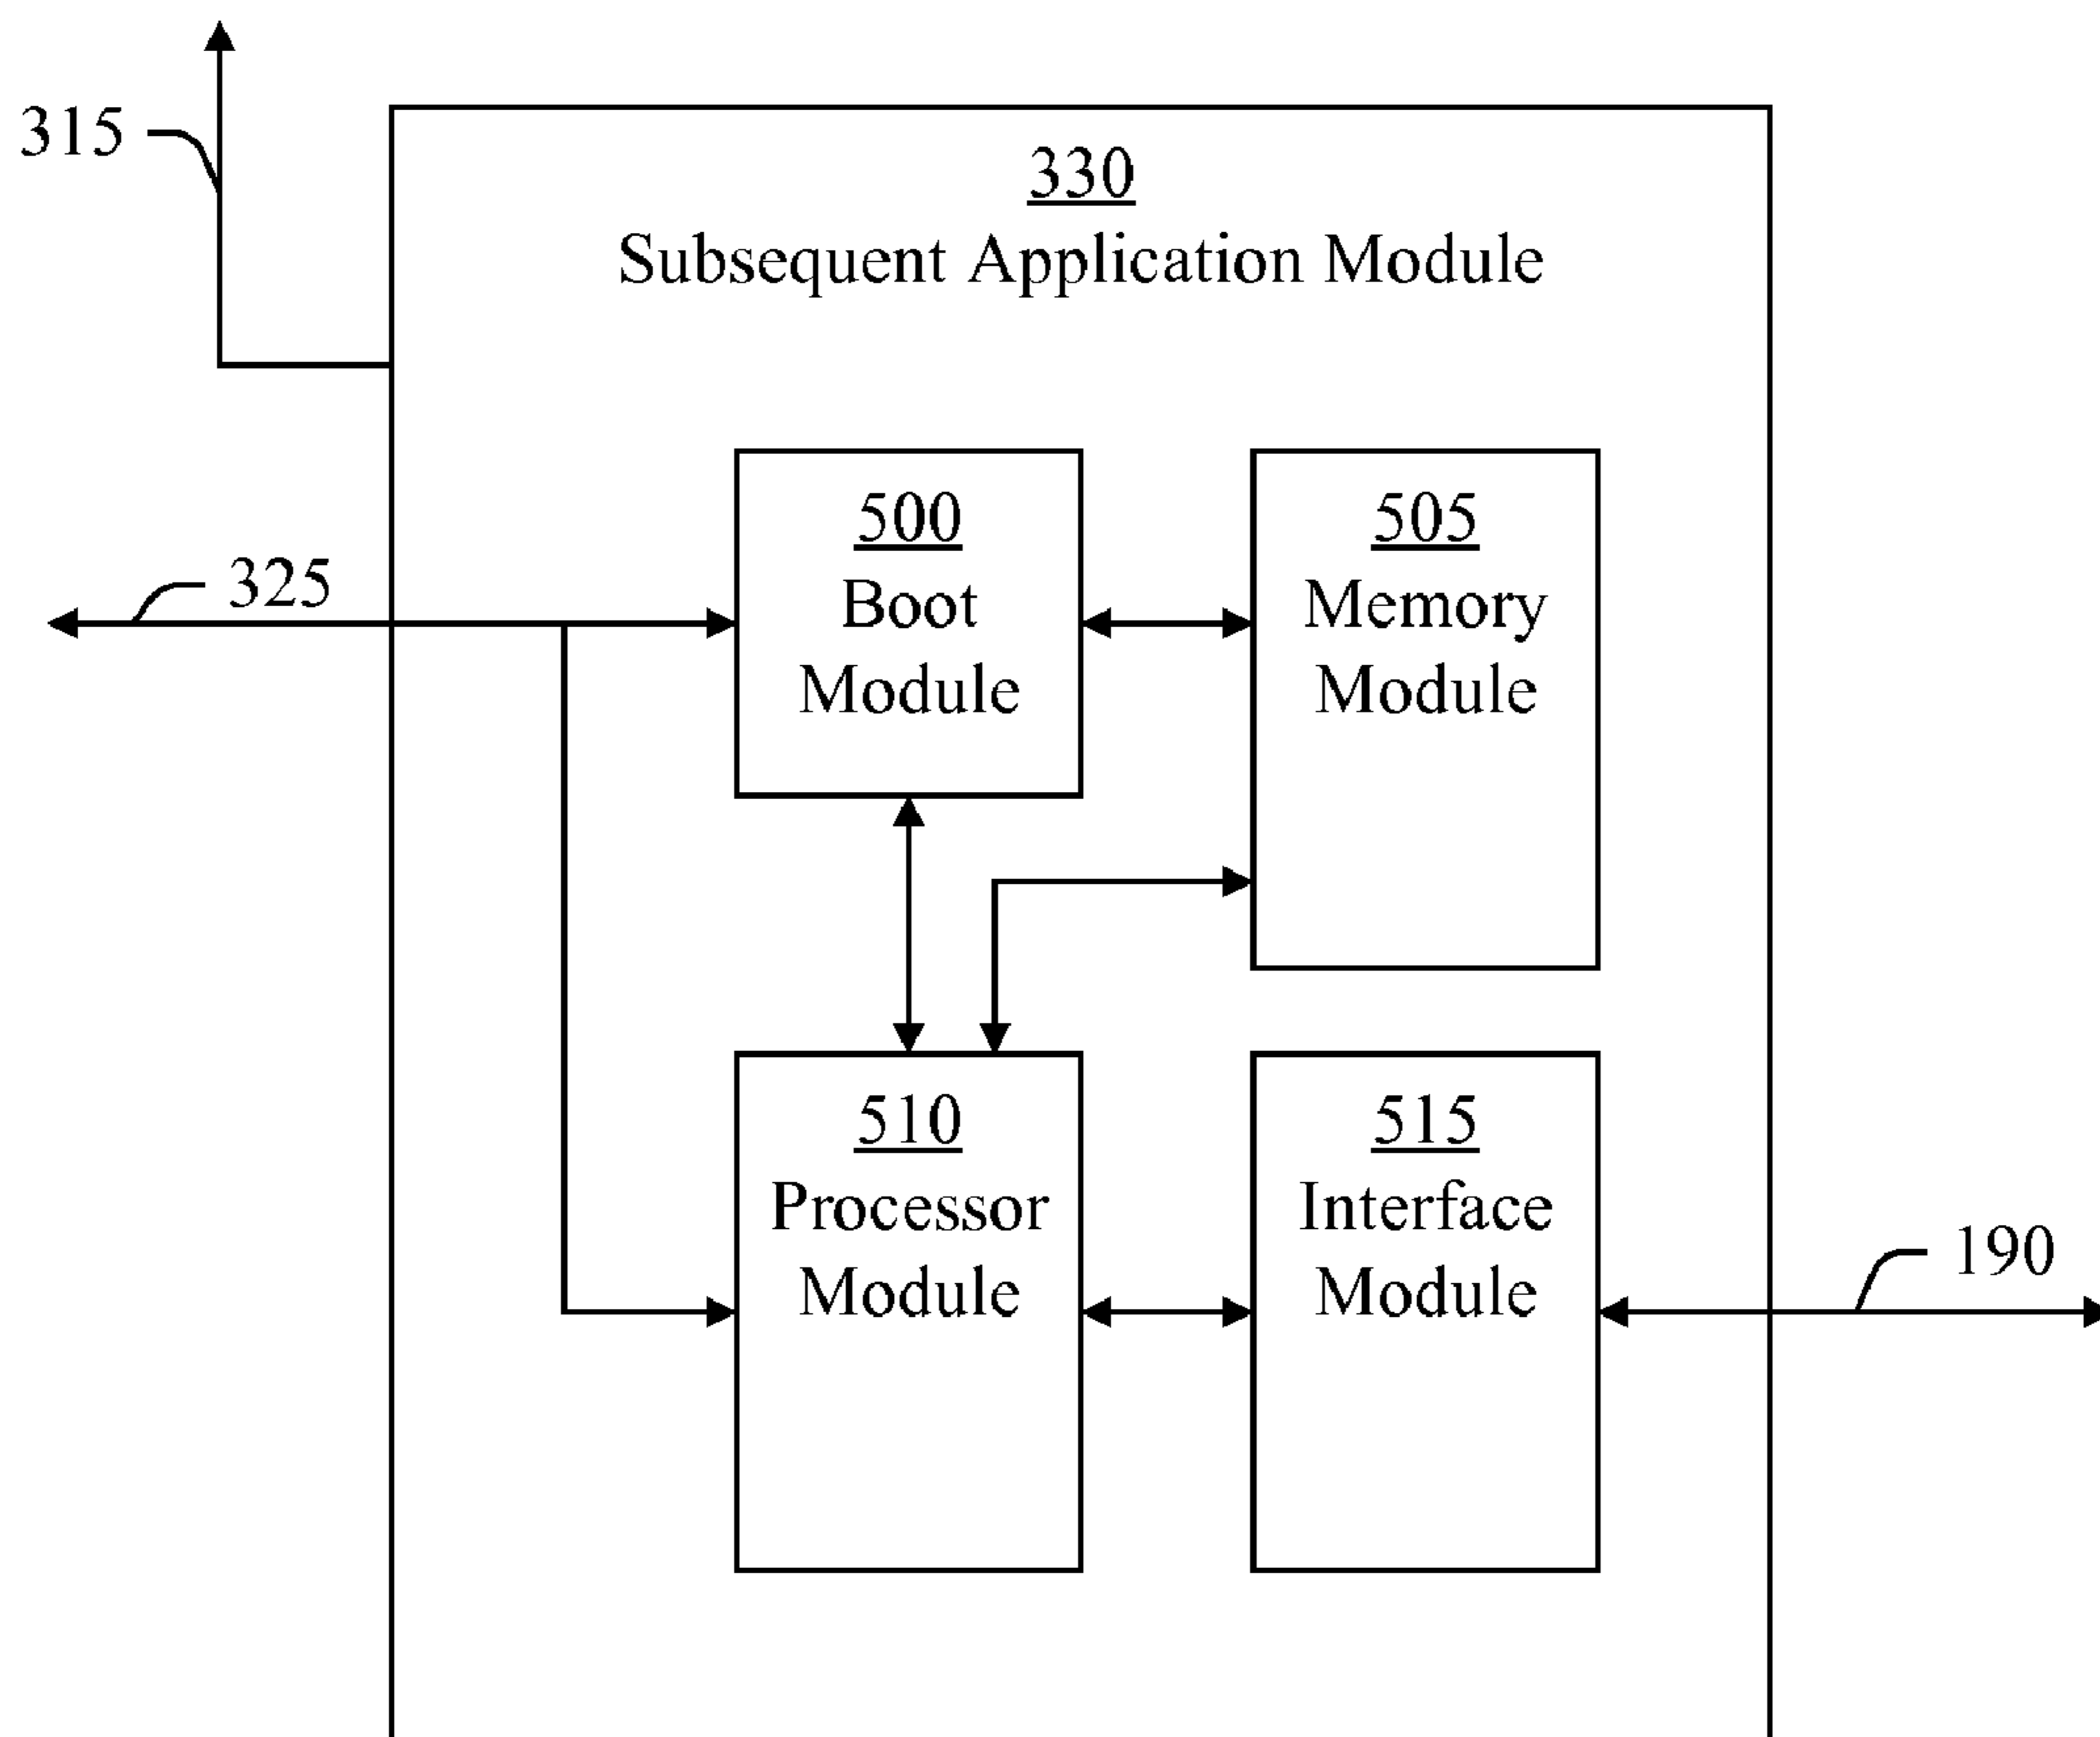 315
330
Subsequent Application Module
325
500
Boot
Module
505
Memory
Module
510
Processor
Module
515
Interface
Module
190